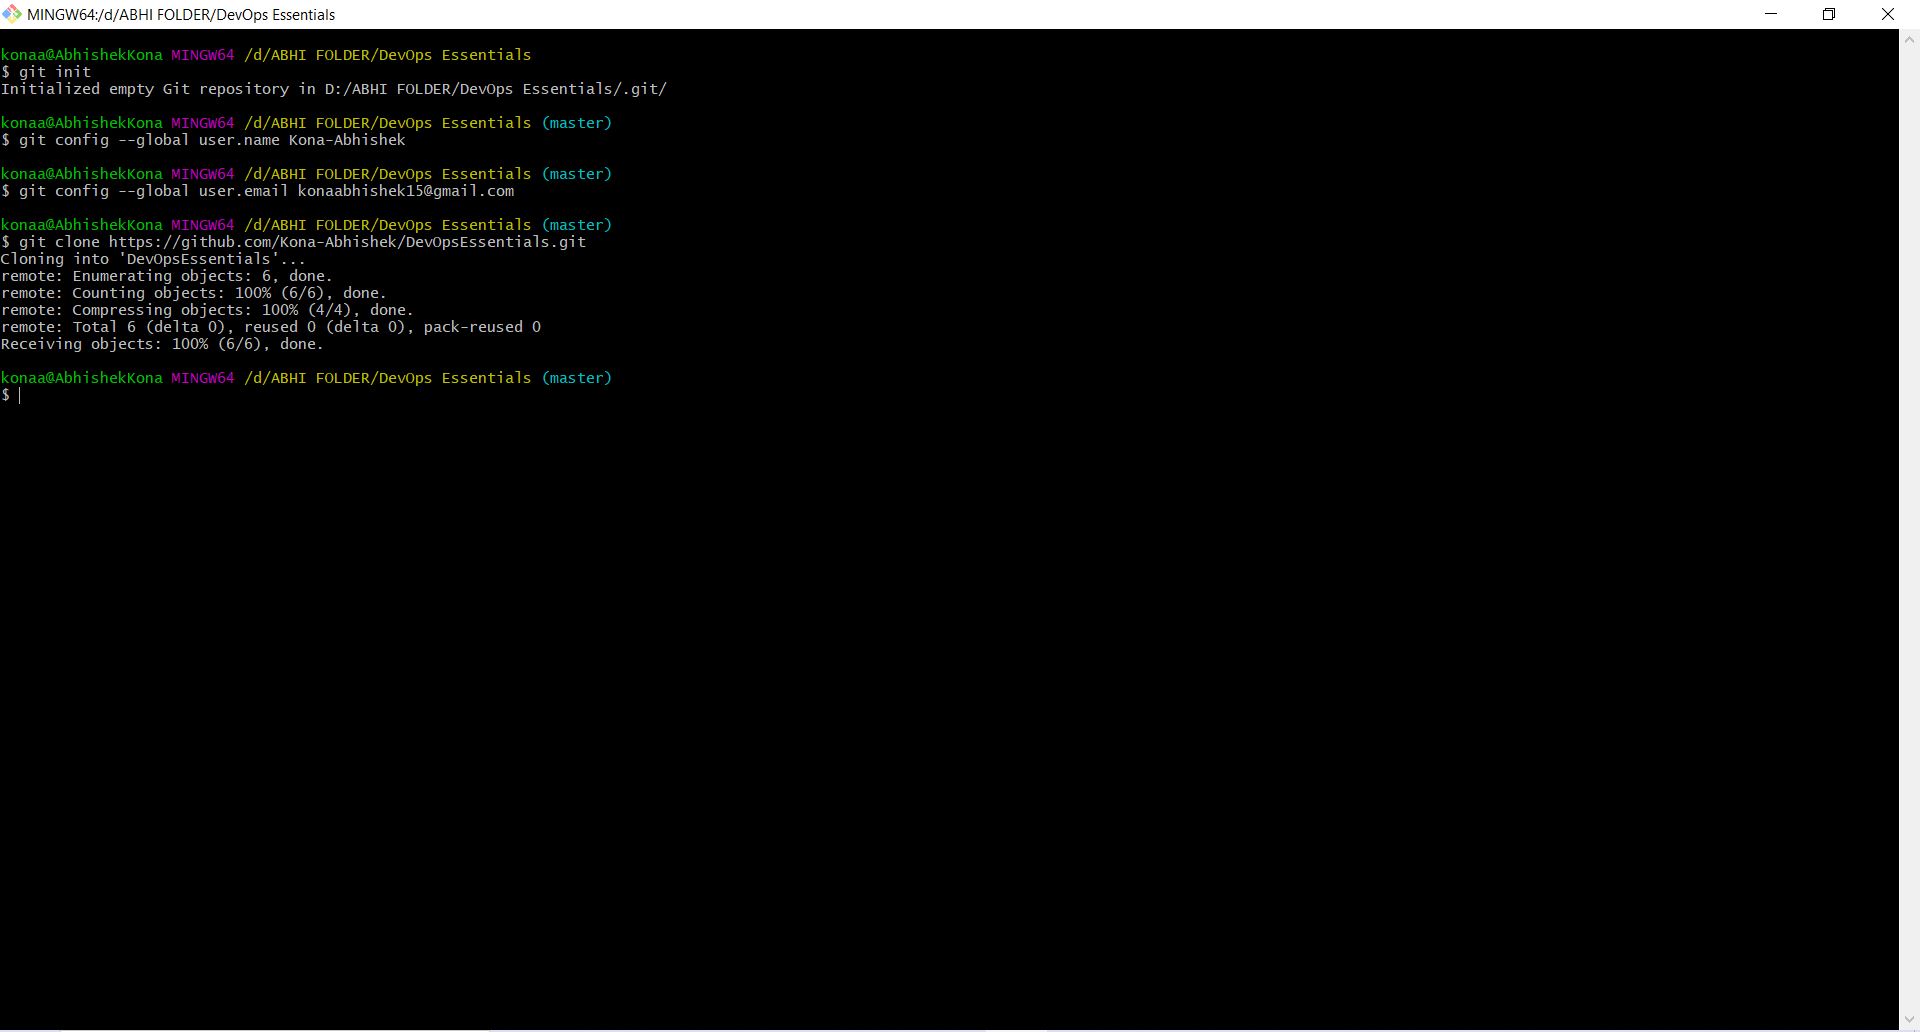 MINGW64:/d/ABHI FOLDER/DevOps Essentials
konaa@AbhishekKona MINGW64 /d/ABHI FOLDER/DevOps Essentials
$ git init
Initialized empty Git repository in D:/ABHI FOLDER/DevOps Essentials/.git/
konaa@AbhishekKona MINGW64 /d/ABHI FOLDER/DevOps Essentials (master)
$ git config --global user.name Kona-Abhishek
konaa@AbhishekKona MINGW64 /d/ABHI FOLDER/DevOps Essentials (master)
$ git config --global user.email konaabhishek15@gmail.com
konaa@AbhishekKona MINGW64 /d/ABHI FOLDER/DevOps Essentials (master)
$ git clone https://github.com/Kona-Abhishek/DevOpsEssentials.git
Cloning into 'DevOpsEssentials'...
remote: Enumerating objects: 6, done.
remote: Counting objects: 100% (6/6), done.
remote: Compressing objects: 100% (4/4), done.
remote: Total 6 (delta 0), reused 0 (delta 0), pack-reused 0
Receiving objects: 100% (6/6), done.
konaa@AbhishekKona MINGW64 /d/ABHI FOLDER/DevOps Essentials (master)
$